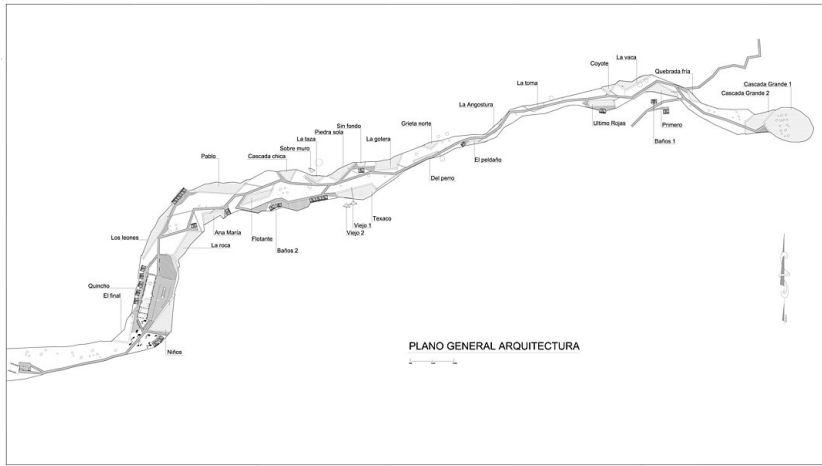 La vaca
Coyote
Quebrada fría
Cascada Grande 1
Cascada Grande 2
La toma
La Angostura
Grieta norte
Sin fondo
Piedra sola
La gotera
La taza
Sobre muro
Cascada chica
Pablo
Ultimo Rojas
Primero
Baños 1
El peldaño
Del perro
Texaco
Viejo 1
Viejo 2
Ana María
Flotante
Baños 2
La roca
Los leones
Quincho
El final
Niños
PLANO GENERAL ARQUITECTURA